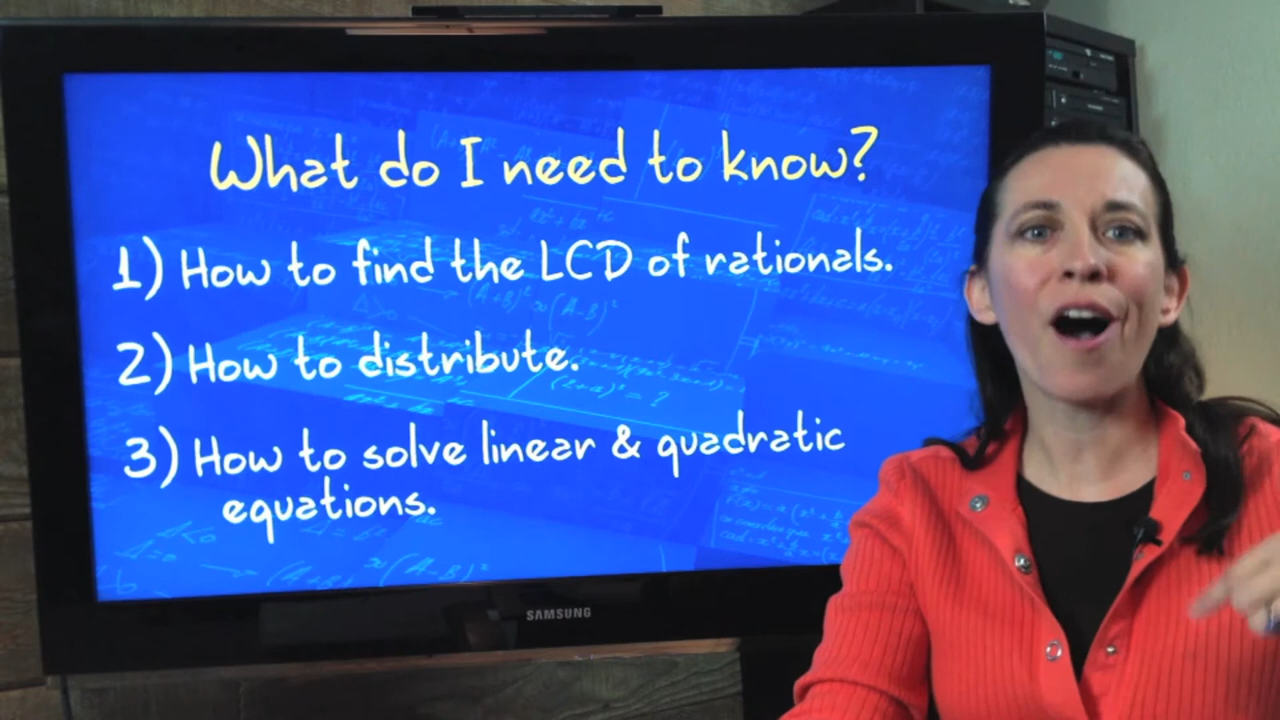 What do I need to know?
1) How to find the LCD of rationals.
2) How to distribute.
3) How to solve linear & quadratic
equations.
SAMSUNG